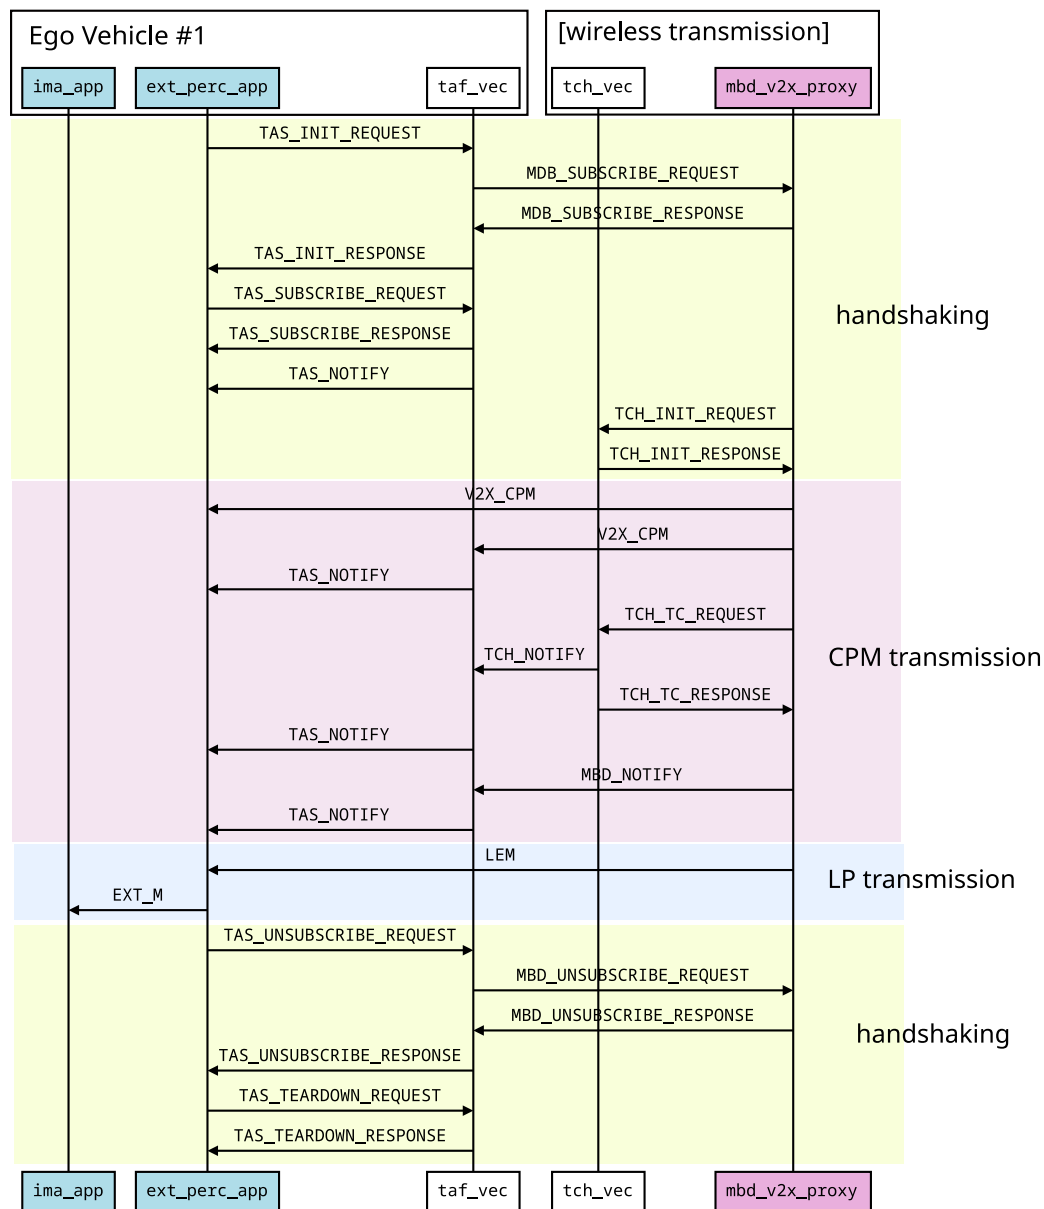 Ego Vehicle #1
[wireless transmission]
ima_app
ext_perc_app
taf_vec
tch_vec
mbd_v2x_proxy
TAS_INIT_REQUEST
MDB_SUBSCRIBE_REQUEST
MDB_SUBSCRIBE_RESPONSE
TAS_INIT_RESPONSE
TAS_SUBSCRIBE_REQUEST
handshaking
TAS_SUBSCRIBE_RESPONSE
TAS_NOTIFY
TCH_INIT_REQUEST
TCH_INIT_RESPONSE
V2X_CPM
V2X_CPM
TAS_NOTIFY
TCH_TC_REQUEST
TCH_NOTIFY
CPM transmission
TCH_TC_RESPONSE
TAS_NOTIFY
MBD_NOTIFY
TAS_NOTIFY
LEM
LP transmission
EXT_M
TAS_UNSUBSCRIBE_REQUEST
MBD_UNSUBSCRIBE_REQUEST
MBD_UNSUBSCRIBE_RESPONSE
handshaking
TAS_UNSUBSCRIBE_RESPONSE
TAS_TEARDOWN_REQUEST
TAS_TEARDOWN_RESPONSE
ima_app
ext_perc_app
taf_vec
tch_vec
mbd_v2x_proxy